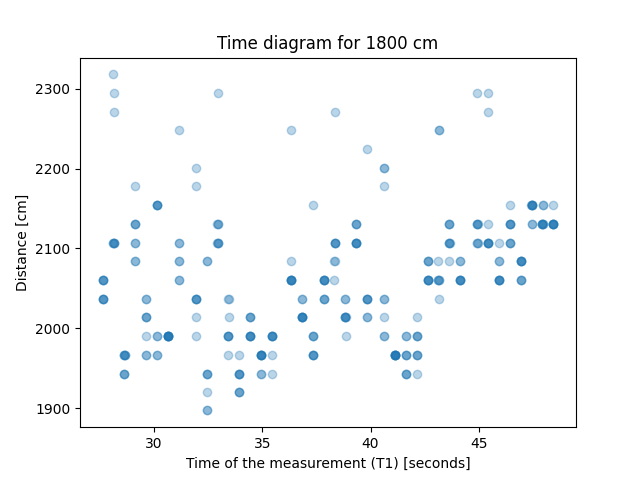 Time diagram for 1800 cm
2300
2200
2100
2000
1900
Distance [cm]
30 35 40 45
Time of the measurement (T1) [seconds]